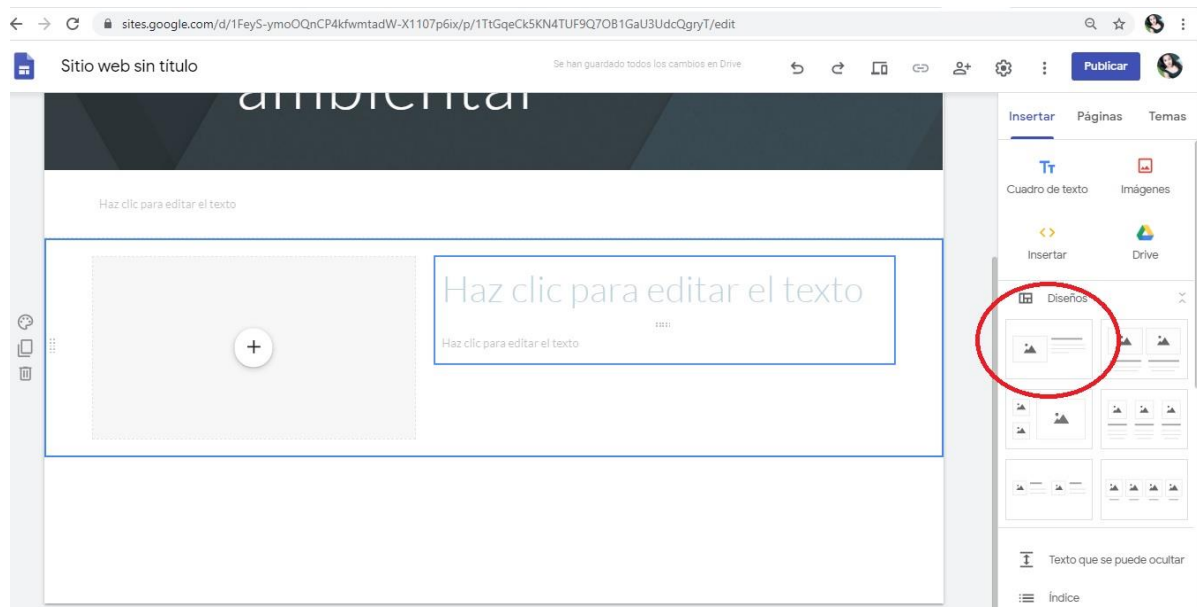 sites.google.com/d/1FeyS-ymoOQnCP4kfwmtadW-X1107p6ix/p/1TtGqeCk5KN4TUF9Q7OB1GaU3UdcQgryT/edit
Sitio web sin título
Se han guardado todos los cambios en Drive
Publicar
ambiental
Insertar Páginas Temas
Cuadro de texto Imágenes
Insertar Drive
Diseños
Haz clic para editar el texto
Haz clic para editar el texto
Haz clic para editar el texto
Texto que se puede ocultar
Índice